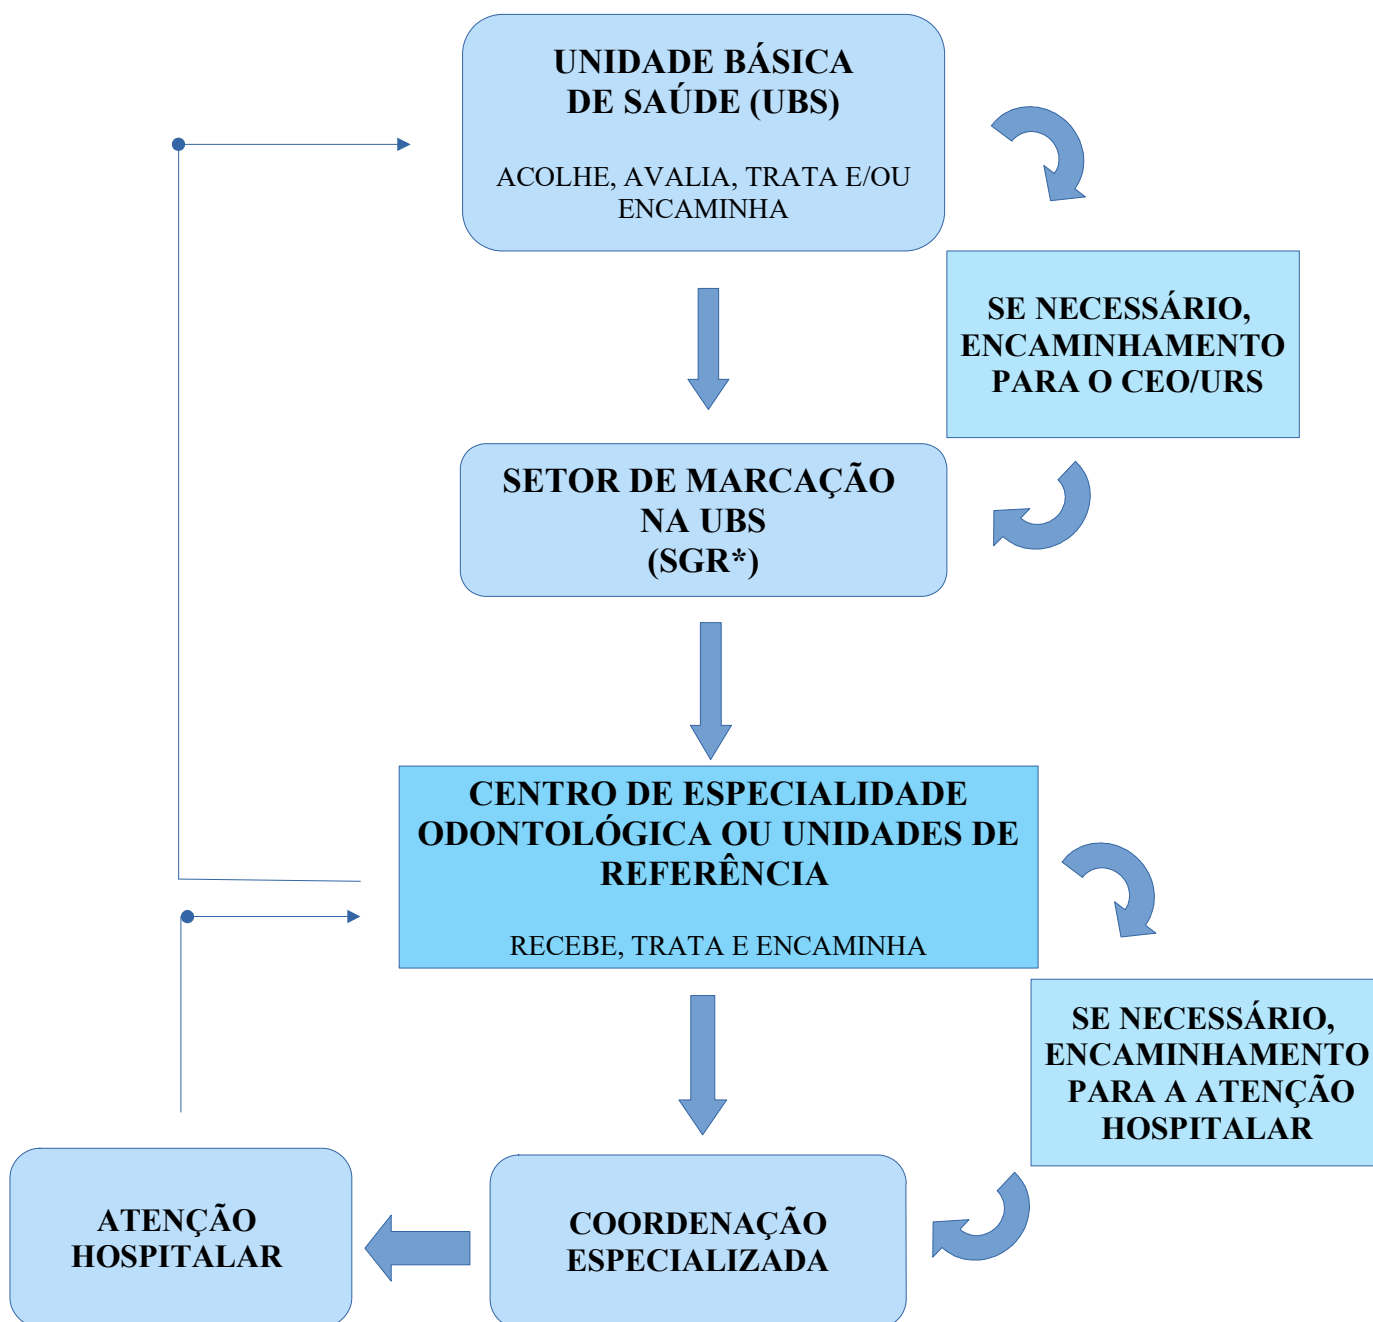 UNIDADE BÁSICA
DE SAÚDE (UBS)
ACOLHE, AVALIA, TRATA E/OU
ENCAMINHA
SE NECESSÁRIO,
ENCAMINHAMENTO
PARA O CEO/URS
SETOR DE MARCAÇÃO
NA UBS
(SGR*)
CENTRO DE ESPECIALIDADE
ODONTOLÓGICA OU UNIDADES DE
REFERÊNCIA
RECEBE, TRATA E ENCAMINHA
SE NECESSÁRIO,
ENCAMINHAMENTO
PARA A ATENÇÃO
HOSPITALAR
ATENÇÃO
HOSPITALAR
COORDENAÇÃO
ESPECIALIZADA